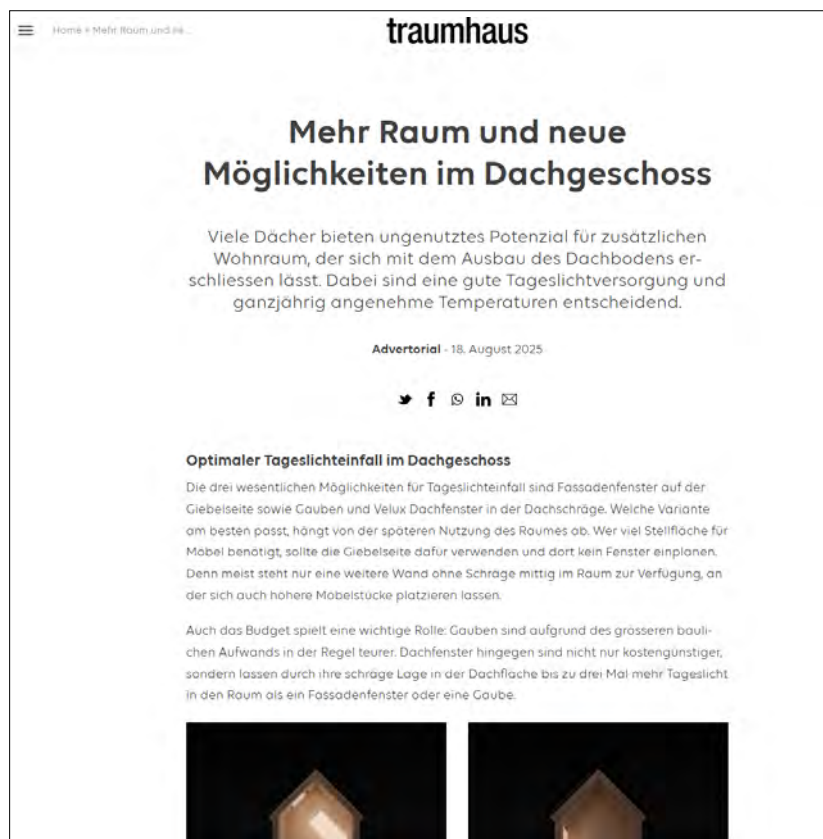 Home » Mehr Raum und ne...
traumhaus
Mehr Raum und neue
Möglichkeiten im Dachgeschoss
Viele Dächer bieten ungenutztes Potenzial für zusätzlichen
Wohnraum, der sich mit dem Ausbau des Dachbodens er-
schliessen lässt. Dabei sind eine gute Tageslichtversorgung und
ganzjährig angenehme Temperaturen entscheidend.
Advertorial - 18. August 2025
Optimaler Tageslichteinfall im Dachgeschoss
Die drei wesentlichen Möglichkeiten für Tageslichteinfall sind Fassadenfenster auf der
Giebelseite sowie Gauben und Velux Dachfenster in der Dachschräge. Welche Variante
am besten passt, hängt von der späteren Nutzung des Raumes ab. Wer viel Stellfläche für
Möbel benötigt, sollte die Giebelseite dafür verwenden und dort kein Fenster einplanen.
Denn meist steht nur eine weitere Wand ohne Schräge mittig im Raum zur Verfügung, an
der sich auch höhere Möbelstücke platzieren lassen.
Auch das Budget spielt eine wichtige Rolle: Gauben sind aufgrund des grösseren bauli-
chen Aufwands in der Regel teurer. Dachfenster hingegen sind nicht nur kostengünstiger,
sondern lassen durch ihre schräge Lage in der Dachfläche bis zu drei Mal mehr Tageslicht
in den Raum als ein Fassadenfenster oder eine Gaube.